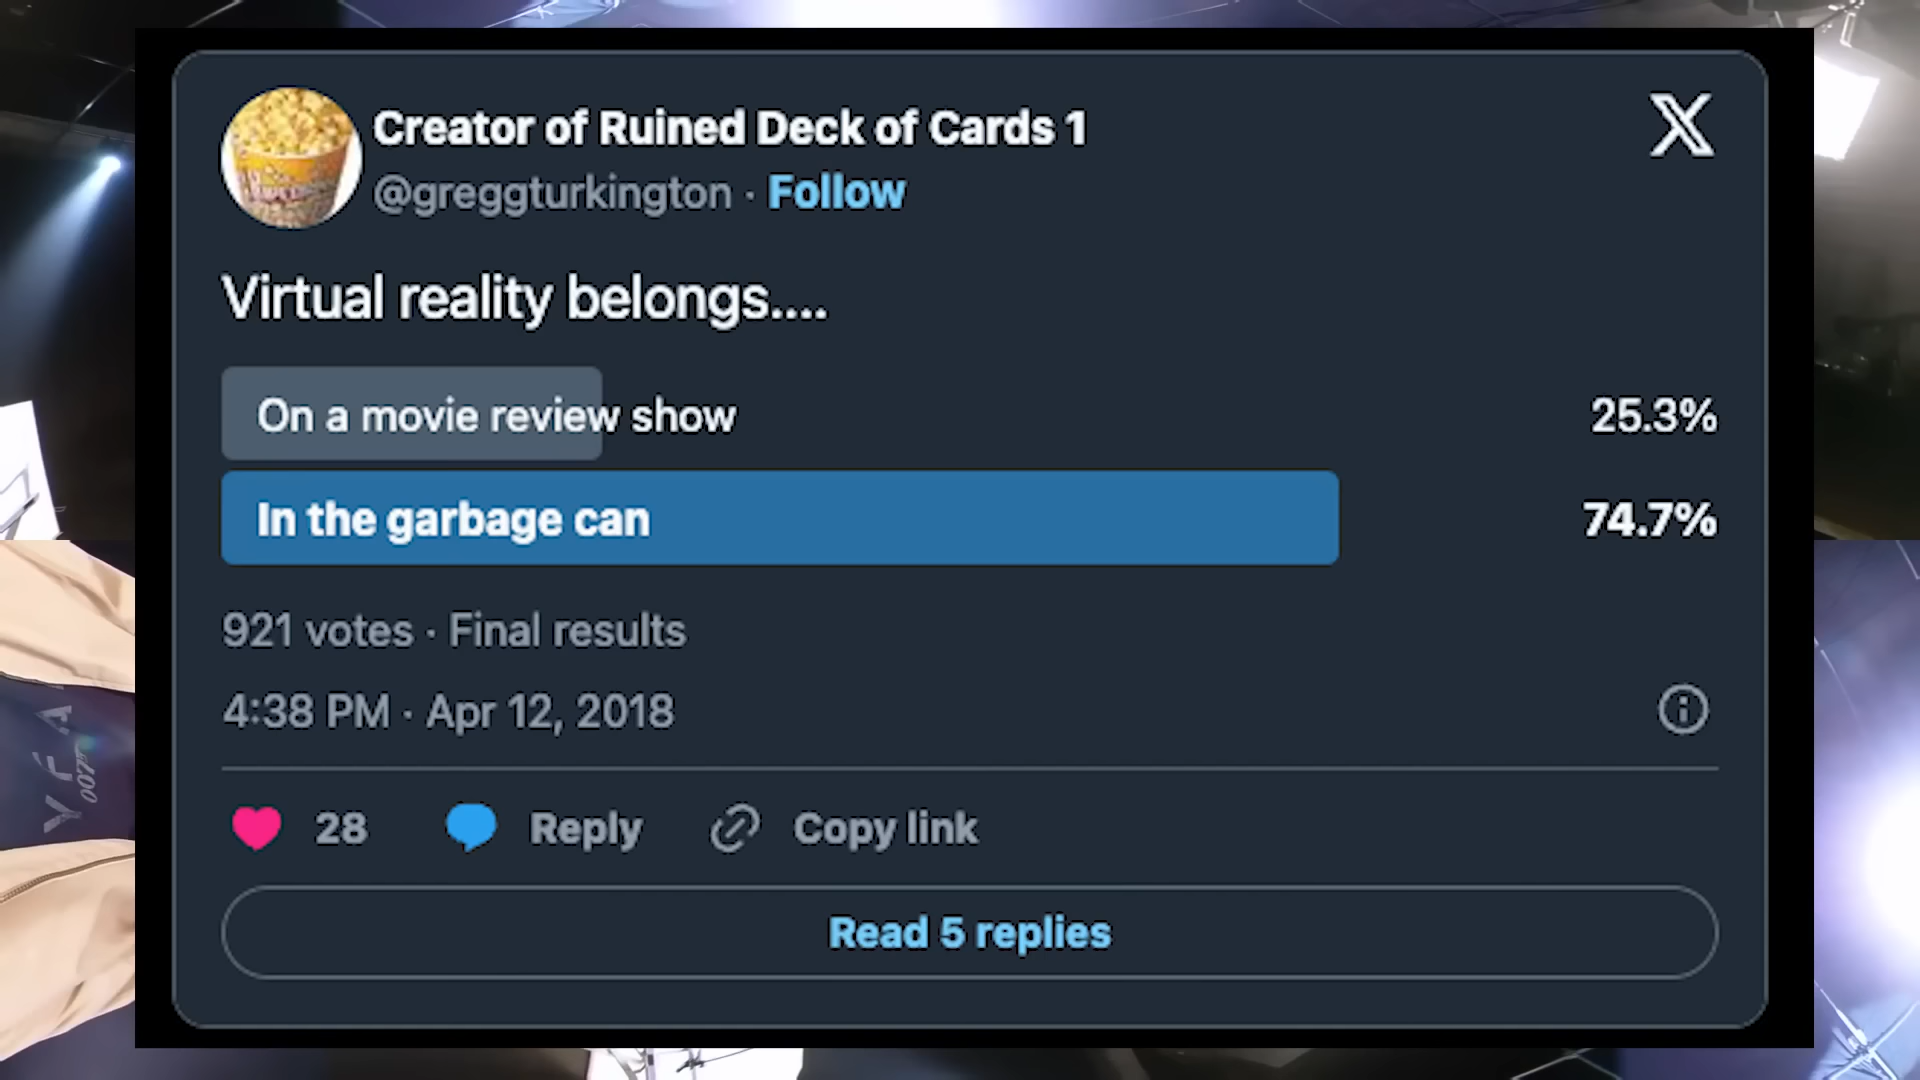 Creator of Ruined Deck of Cards 1
@greggturkington · Follow
Virtual reality belongs....
On a movie review show 25.3%
In the garbage can 74.7%
921 votes · Final results
4:38 PM · Apr 12, 2018
28 Reply Copy link
Read 5 replies
007